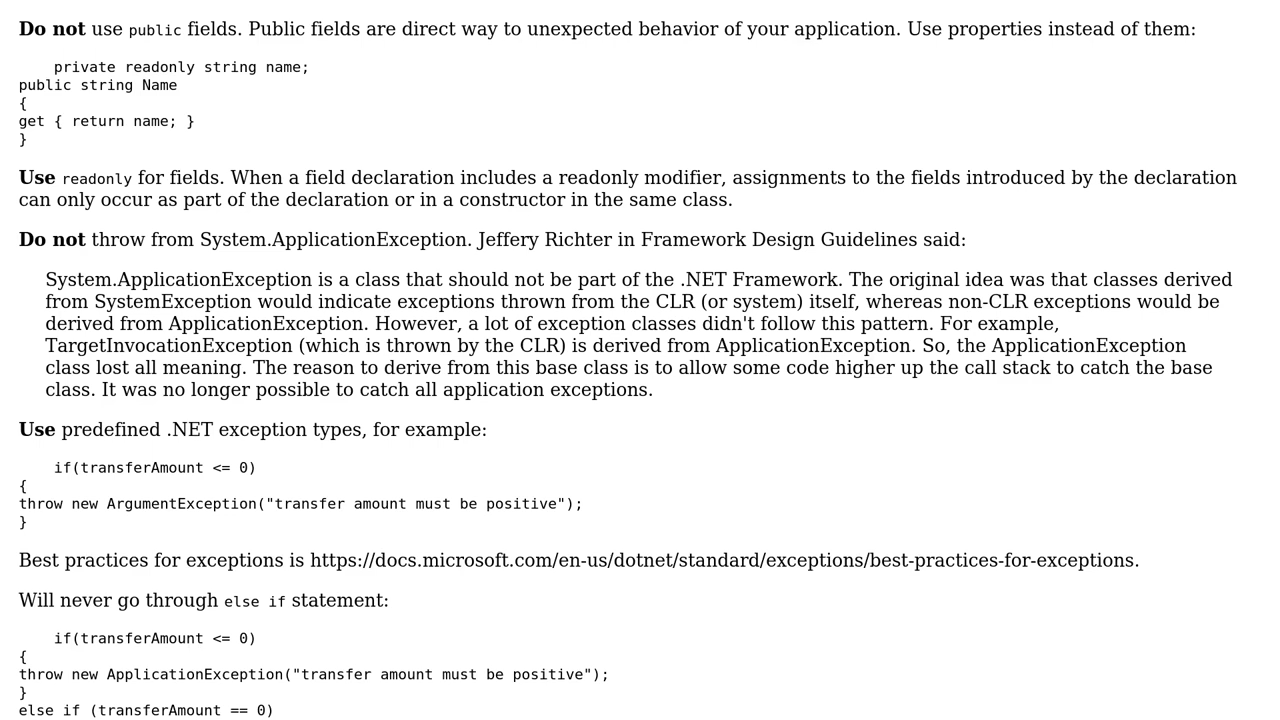 Do not use public fields. Public fields are direct way to unexpected behavior of your application. Use properties instead of them:
private readonly string name;
public string Name
{
get { return name; }
}
Use readonly for fields. When a field declaration includes a readonly modifier, assignments to the fields introduced by the declaration
can only occur as part of the declaration or in a constructor in the same class.
Do not throw from System.ApplicationException. Jeffery Richter in Framework Design Guidelines said:
System.ApplicationException is a class that should not be part of the .NET Framework. The original idea was that classes derived
from SystemException would indicate exceptions thrown from the CLR (or system) itself, whereas non-CLR exceptions would be
derived from ApplicationException. However, a lot of exception classes didn't follow this pattern. For example,
TargetInvocationException (which is thrown by the CLR) is derived from ApplicationException. So, the ApplicationException
class lost all meaning. The reason to derive from this base class is to allow some code higher up the call stack to catch the base
class. It was no longer possible to catch all application exceptions.
Use predefined .NET exception types, for example:
if(transferAmount <= 0)
{
throw new ArgumentException("transfer amount must be positive");
}
Best practices for exceptions is https://docs.microsoft.com/en-us/dotnet/standard/exceptions/best-practices-for-exceptions.
Will never go through else if statement:
if(transferAmount <= 0)
{
throw new ApplicationException("transfer amount must be positive");
}
else if (transferAmount == 0)